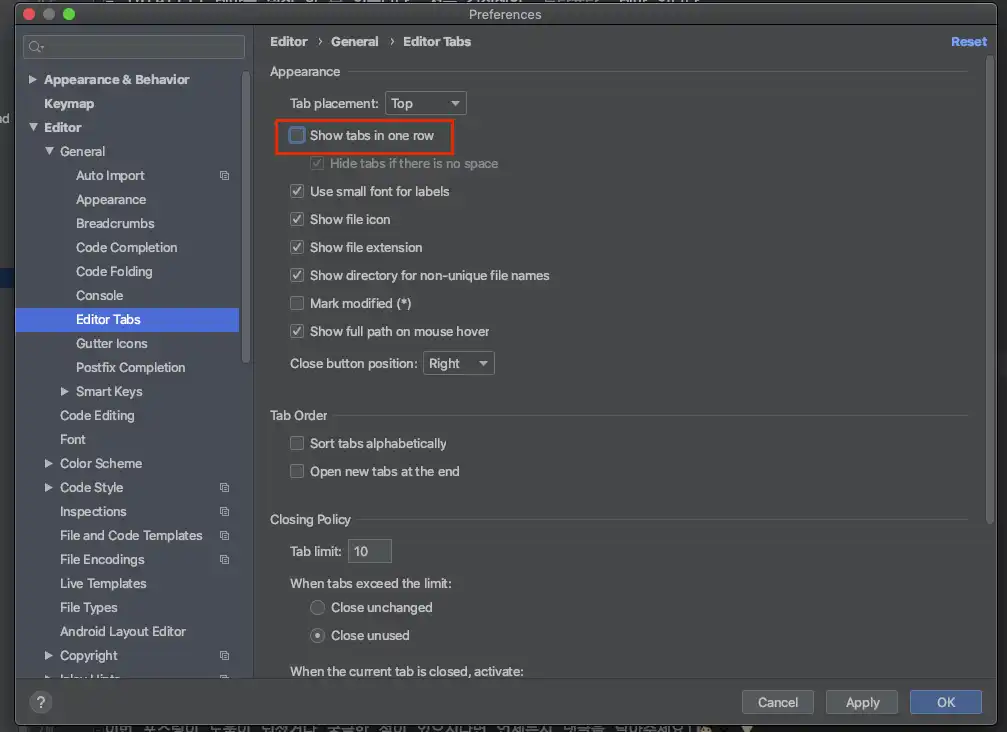 Preferences
Editor › General › Editor Tabs
Reset
Appearance & Behavior
Keymap
Editor
General
Auto Import
Appearance
Breadcrumbs
Code Completion
Code Folding
Console
Editor Tabs
Gutter Icons
Postfix Completion
Smart Keys
Code Editing
Font
Color Scheme
Code Style
Inspections
File and Code Templates
File Encodings
Live Templates
File Types
Android Layout Editor
Copyright
Appearance
Tab placement: Top
Show tabs in one row
Hide tabs if there is no space
Use small font for labels
Show file icon
Show file extension
Show directory for non-unique file names
Mark modified (*)
Show full path on mouse hover
Close button position: Right
Tab Order
Sort tabs alphabetically
Open new tabs at the end
Closing Policy
Tab limit: 10
When tabs exceed the limit:
Close unchanged
Close unused
When the current tab is closed, activate:
?
Cancel
Apply
OK